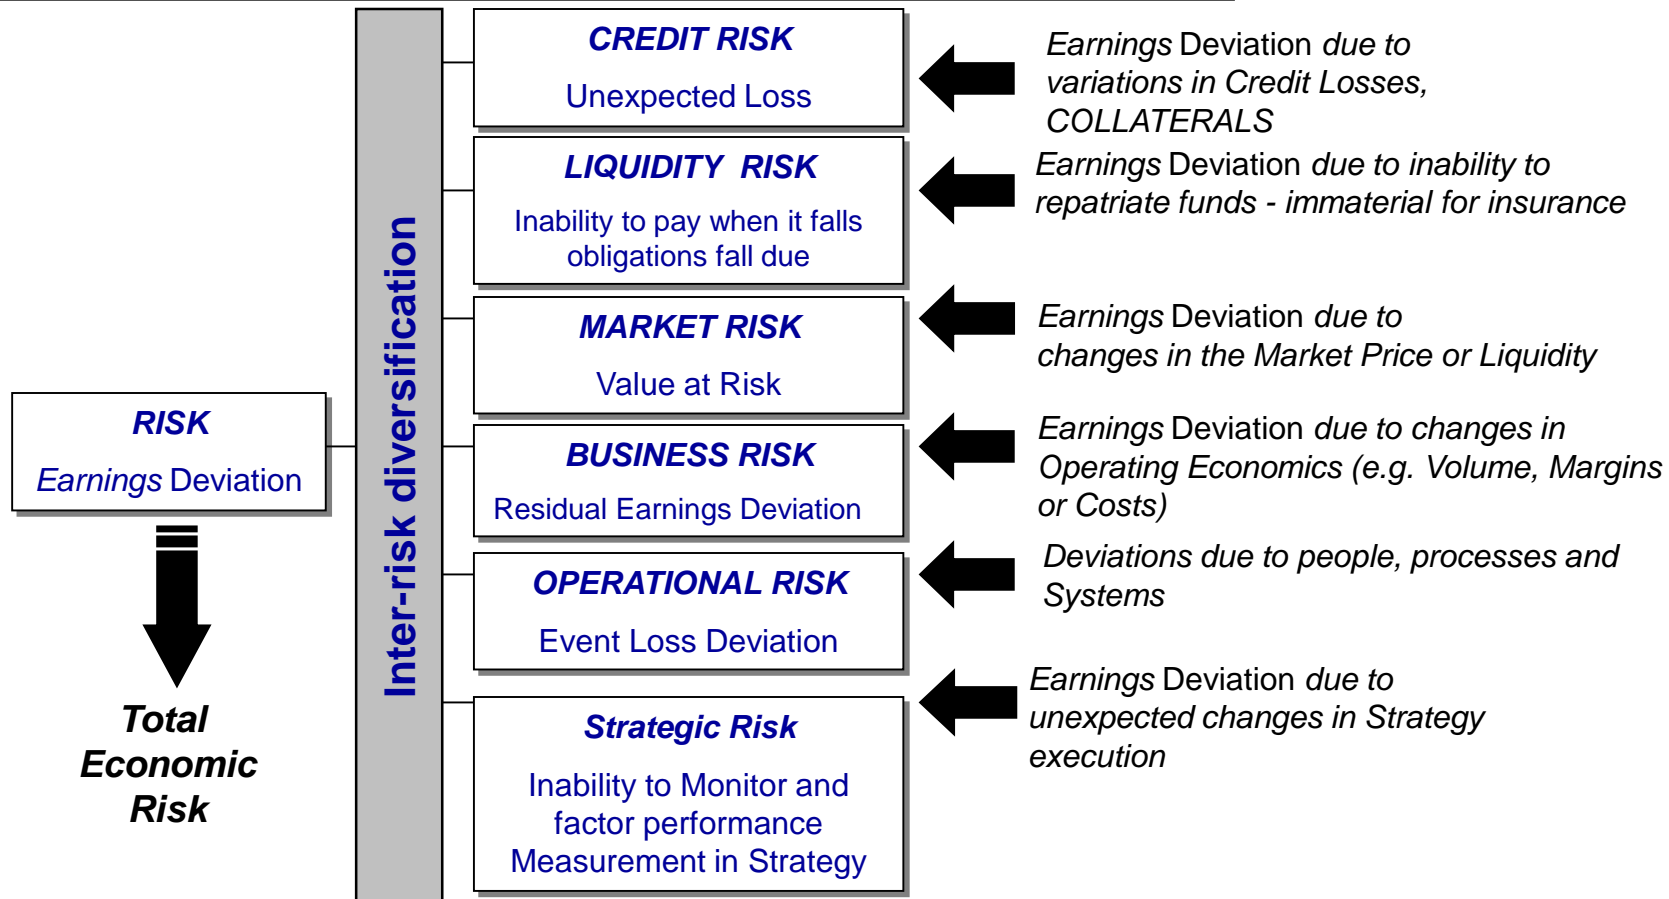 CREDIT RISK
Unexpected Loss
Earnings Deviation due to
variations in Credit Losses,
COLLATERALS
LIQUIDITY RISK
Inability to pay when it falls
obligations fall due
Earnings Deviation due to inability to
repatriate funds - immaterial for insurance
MARKET RISK
Value at Risk
Earnings Deviation due to
changes in the Market Price or Liquidity
RISK
Earnings Deviation
Inter-risk diversification
BUSINESS RISK
Residual Earnings Deviation
Earnings Deviation due to changes in
Operating Economics (e.g. Volume, Margins
or Costs)
OPERATIONAL RISK
Event Loss Deviation
Deviations due to people, processes and
Systems
Total
Economic
Risk
Strategic Risk
Inability to Monitor and
factor performance
Measurement in Strategy
Earnings Deviation due to
unexpected changes in Strategy
execution